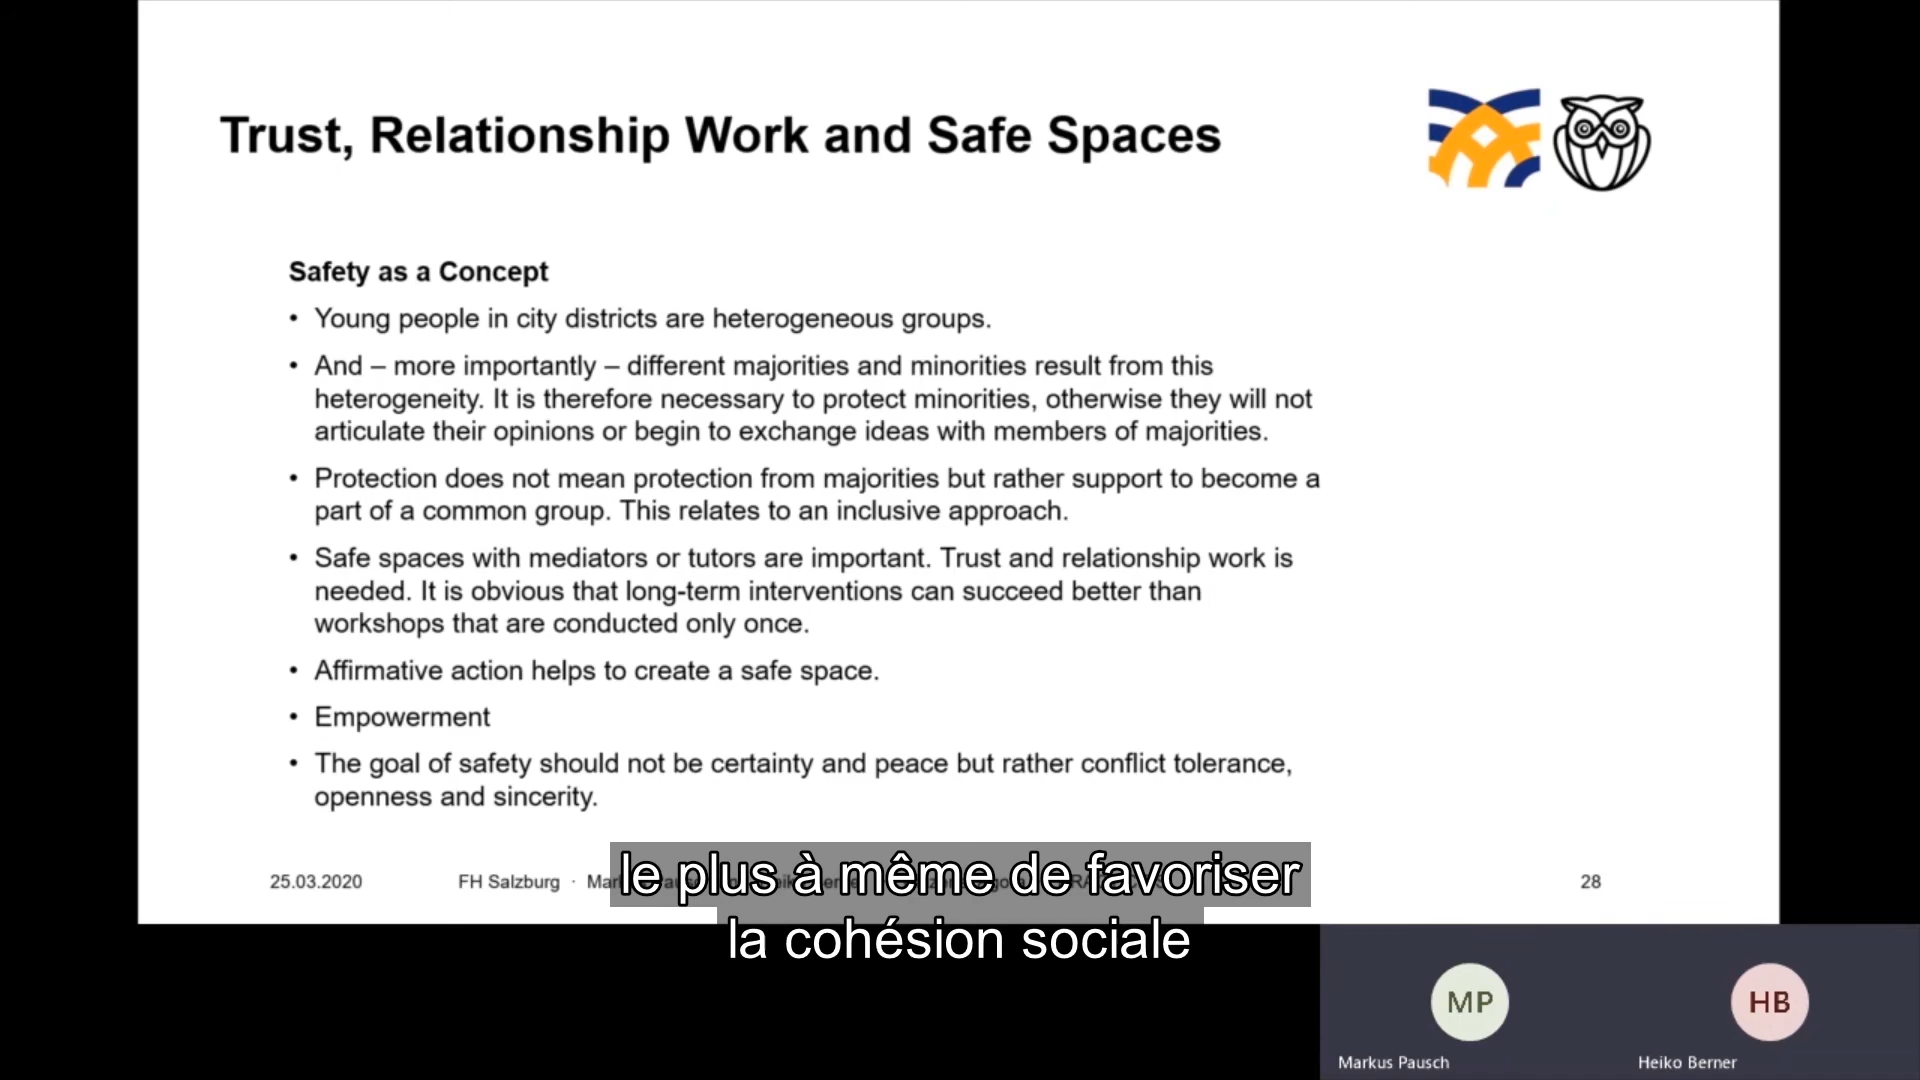 Trust, Relationship Work and Safe Spaces
Safety as a Concept
• Young people in city districts are heterogeneous groups.
• And – more importantly – different majorities and minorities result from this
heterogeneity. It is therefore necessary to protect minorities, otherwise they will not
articulate their opinions or begin to exchange ideas with members of majorities.
• Protection does not mean protection from majorities but rather support to become a
part of a common group. This relates to an inclusive approach.
• Safe spaces with mediators or tutors are important. Trust and relationship work is
needed. It is obvious that long-term interventions can succeed better than
workshops that are conducted only once.
• Affirmative action helps to create a safe space.
• Empowerment
• The goal of safety should not be certainty and peace but rather conflict tolerance,
openness and sincerity.
25.03.2020 FH Salzburg · 28
le plus à même de favoriser
la cohésion sociale
MP
HB
Markus Pausch
Heiko Berner